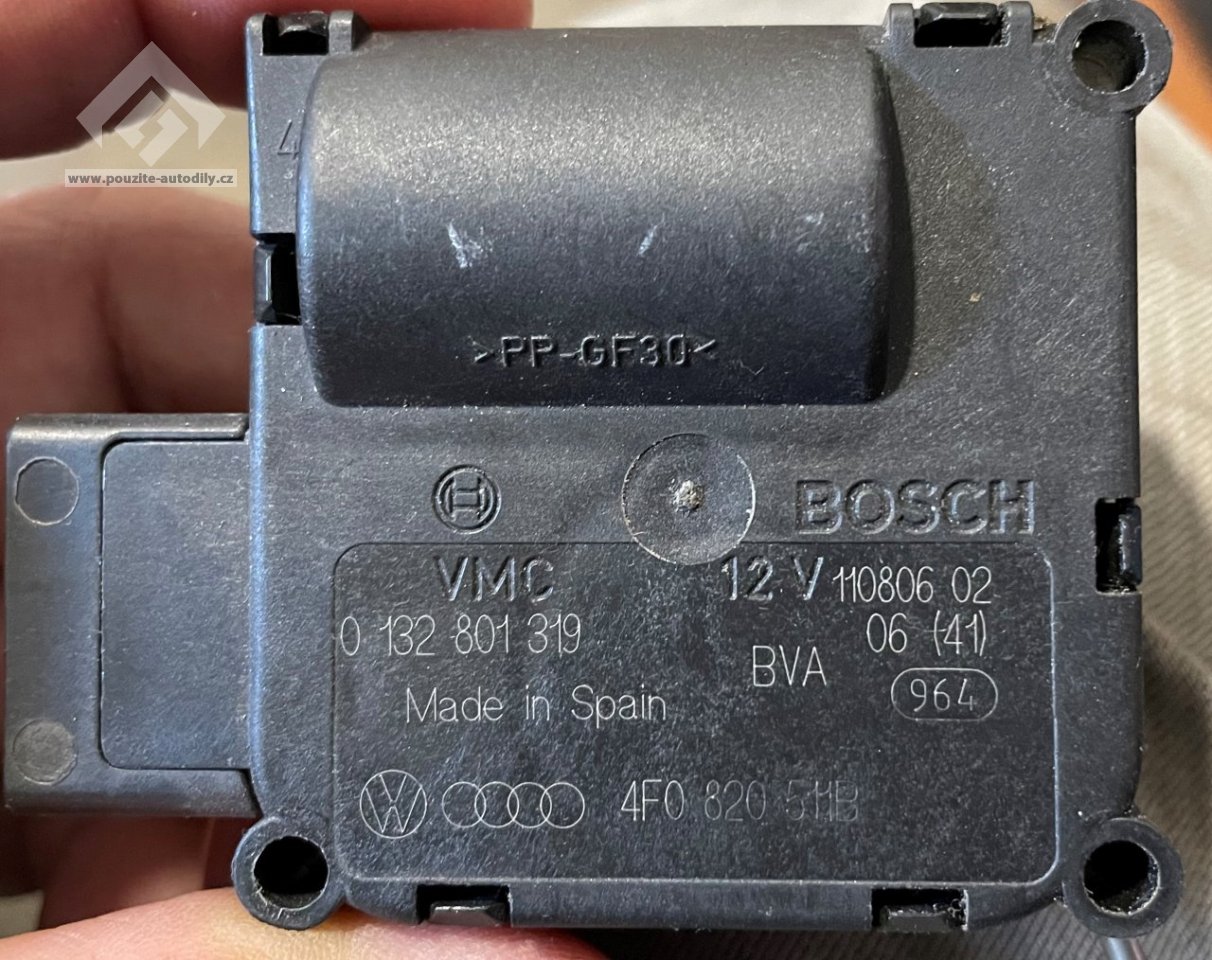 4
www.pouzite-autodily.cz
>PP-GF30<
BOSCH
VMC 12 V 110806 02
0 132 801 319 06 (41)
BVA 964
Made in Spain
4F0 820 511B